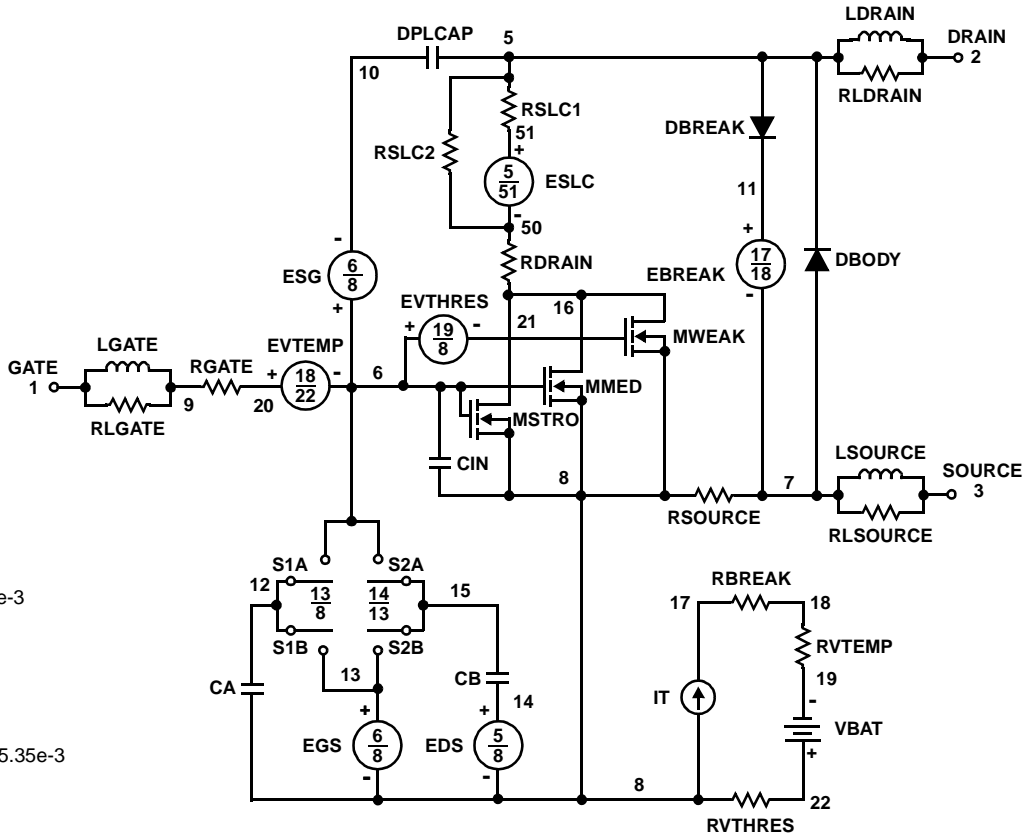 LDRAIN
DPLCAP 5 DRAIN
10 2
RLDRAIN
RSLC1
51
DBREAK
RSLC2 +
5
51
ESLC
11
-
50
+
- RDRAIN
17
18
DBODY
6
8
ESG EBREAK
+ EVTHRES 16 -
+ 19
8
- 21
MWEAK
LGATE EVTEMP
GATE RGATE + 18
22
- 6
1 MMED
9 20
RLGATE MSTRO
CIN LSOURCE
8 7 SOURCE
3
RSOURCE
RLSOURCE
S1A S2A
12 13
8
14
13
15 RBREAK
17 18
e-3
S1B S2B
RVTEMP
13 CB 19
CA
14 IT -
+ +
VBAT
EGS 6
8
EDS 5
8
+
5.35e-3
- - 8
22
RVTHRES